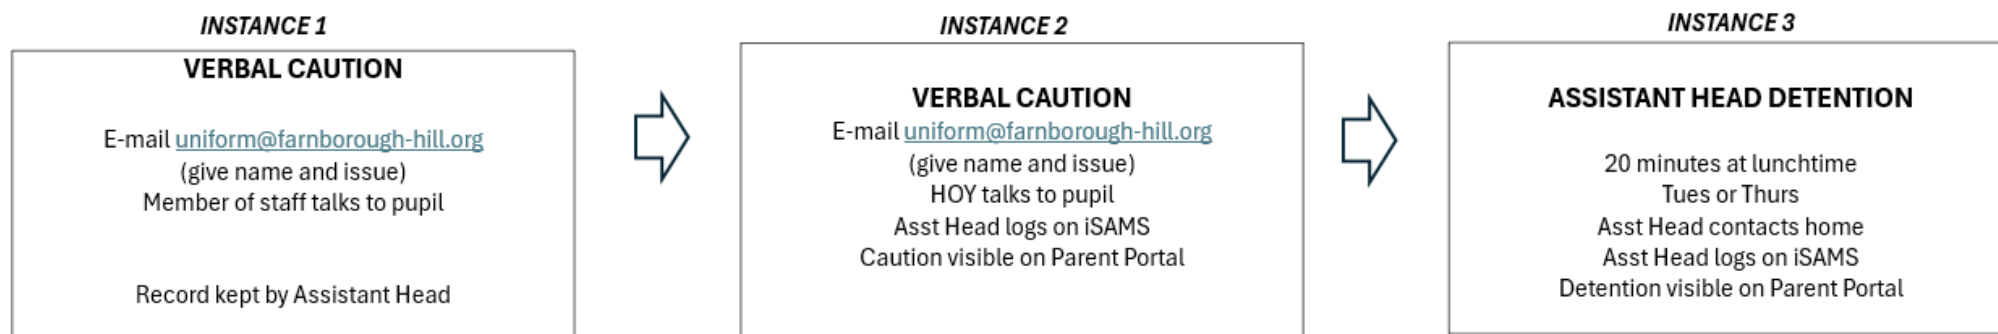 INSTANCE 1
VERBAL CAUTION
E-mail uniform@farnborough-hill.org
(give name and issue)
Member of staff talks to pupil
Record kept by Assistant Head
INSTANCE 2
VERBAL CAUTION
E-mail uniform@farnborough-hill.org
(give name and issue)
HOY talks to pupil
Asst Head logs on iSAMS
Caution visible on Parent Portal
INSTANCE 3
ASSISTANT HEAD DETENTION
20 minutes at lunchtime
Tues or Thurs
Asst Head contacts home
Asst Head logs on iSAMS
Detention visible on Parent Portal